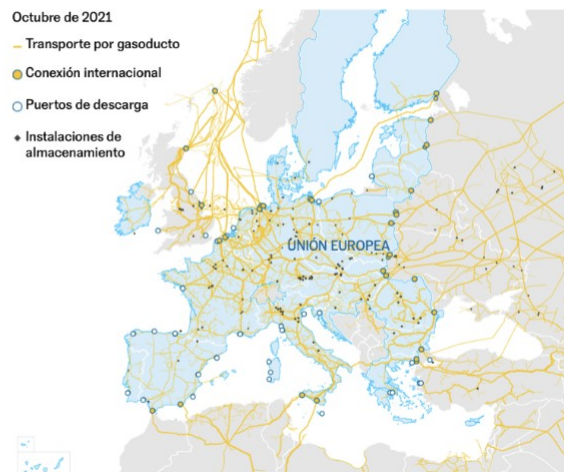 Octubre de 2021
Transporte por gasoducto
Conexión internacional
Puertos de descarga
Instalaciones de
almacenamiento
UNIÓN EUROPEA